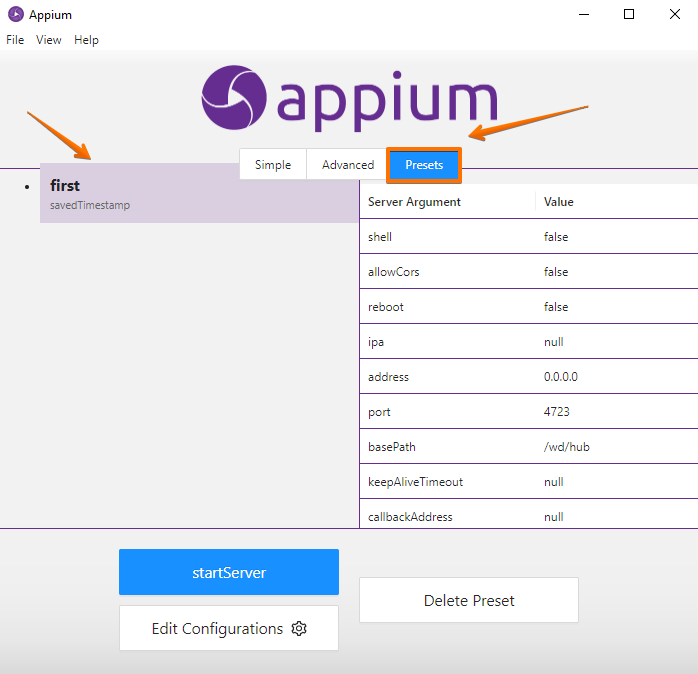 Appium
File View Help
appium
Simple Advanced Presets
first
savedTimestamp
Server Argument Value
shell false
allowCors false
reboot false
ipa null
address 0.0.0.0
port 4723
basePath /wd/hub
keepAliveTimeout null
callbackAddress null
startServer
Delete Preset
Edit Configurations